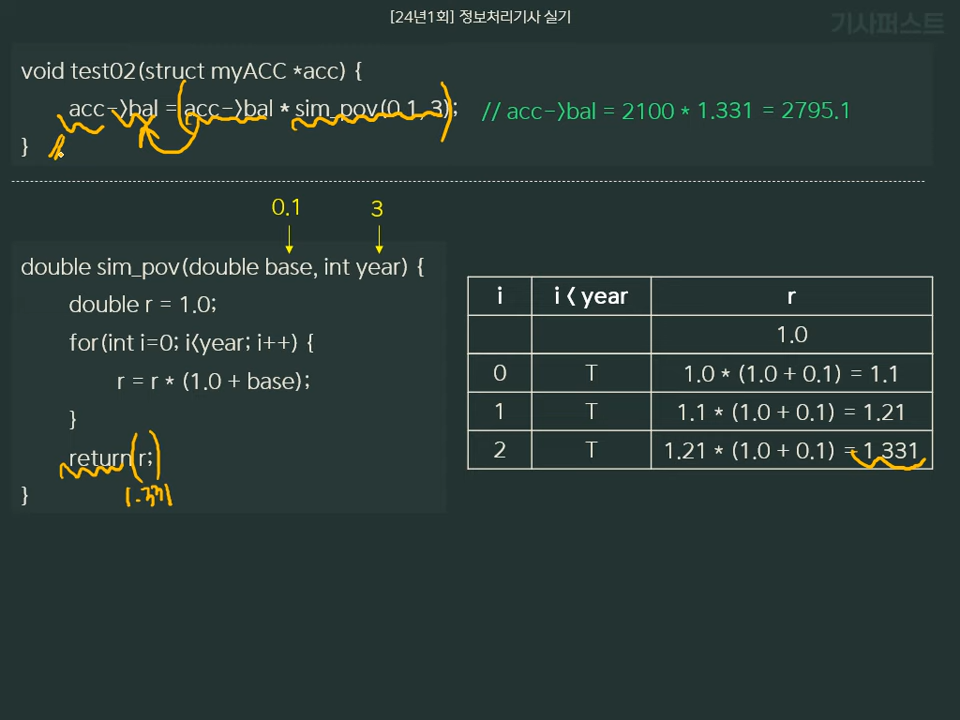 [24년1회] 정보처리기사 실기
기사퍼스트
void test02(struct myACC *acc) {
acc->bal = acc->bal * sim_pov(0.1, 3); // acc->bal = 2100 * 1.331 = 2795.1
}
0.1 3
double sim_pov(double base, int year) {
double r = 1.0;
for(int i=0; i<year; i++) {
r = r * (1.0 + base);
}
return r;
}
1.331
i i < year r
1.0
0 T 1.0 * (1.0 + 0.1) = 1.1
1 T 1.1 * (1.0 + 0.1) = 1.21
2 T 1.21 * (1.0 + 0.1) = 1.331